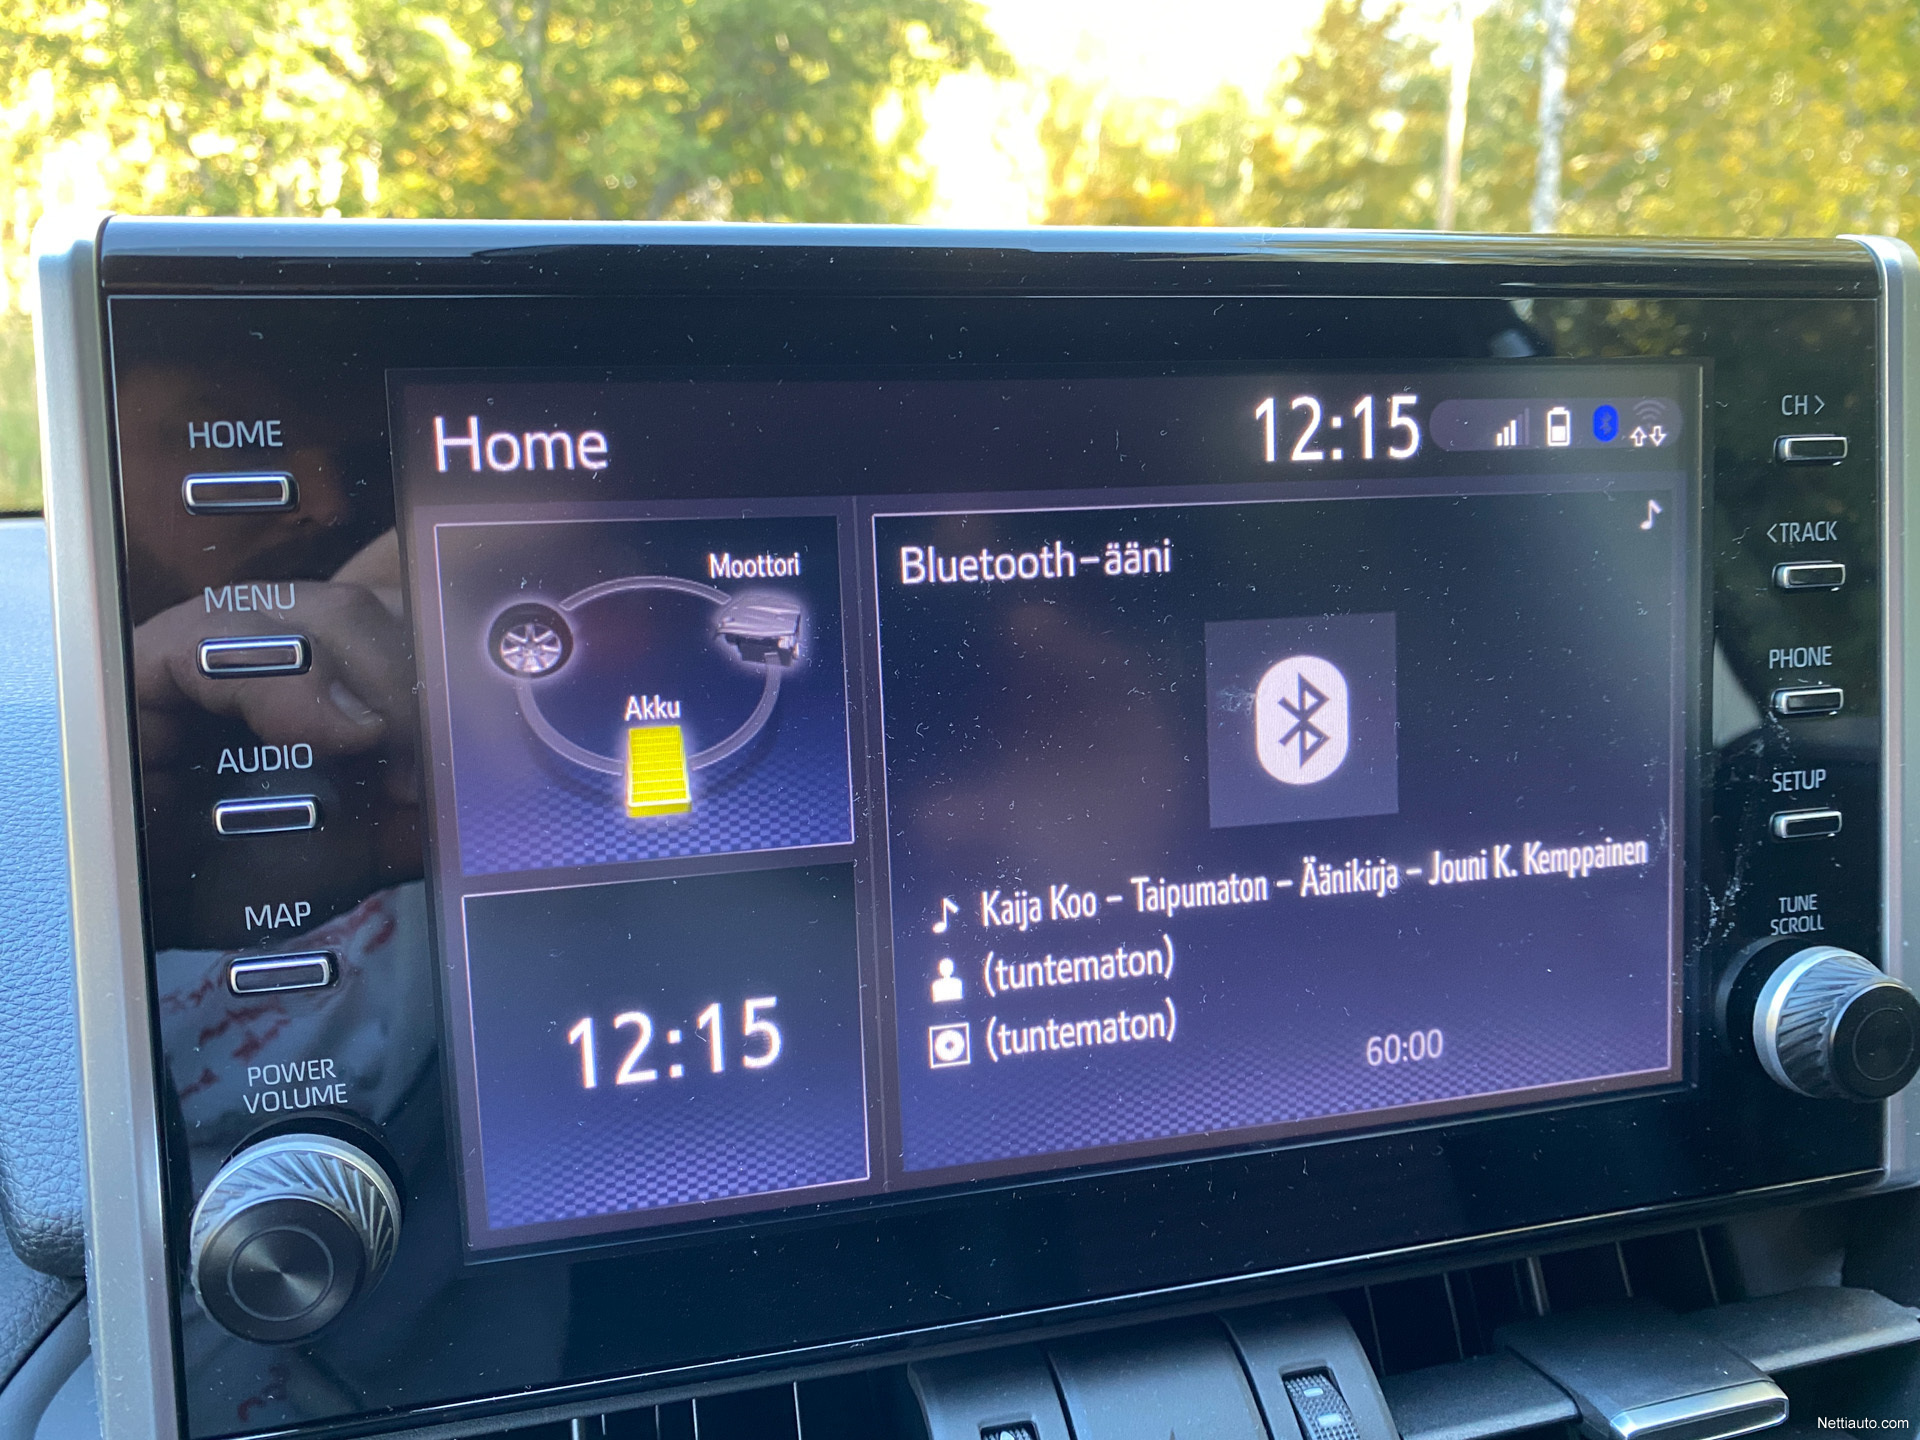 HOME
MENU
AUDIO
MAP
POWER
VOLUME
Home
12:15
Moottori
Akku
12:15
Bluetooth-ääni
Kaija Koo - Taipumaton - Äänikirja - Jouni K. Kemppainen
(tuntematon)
(tuntematon)
60:00
CH >
<TRACK
PHONE
SETUP
TUNE
SCROLL
Nettiauto.com